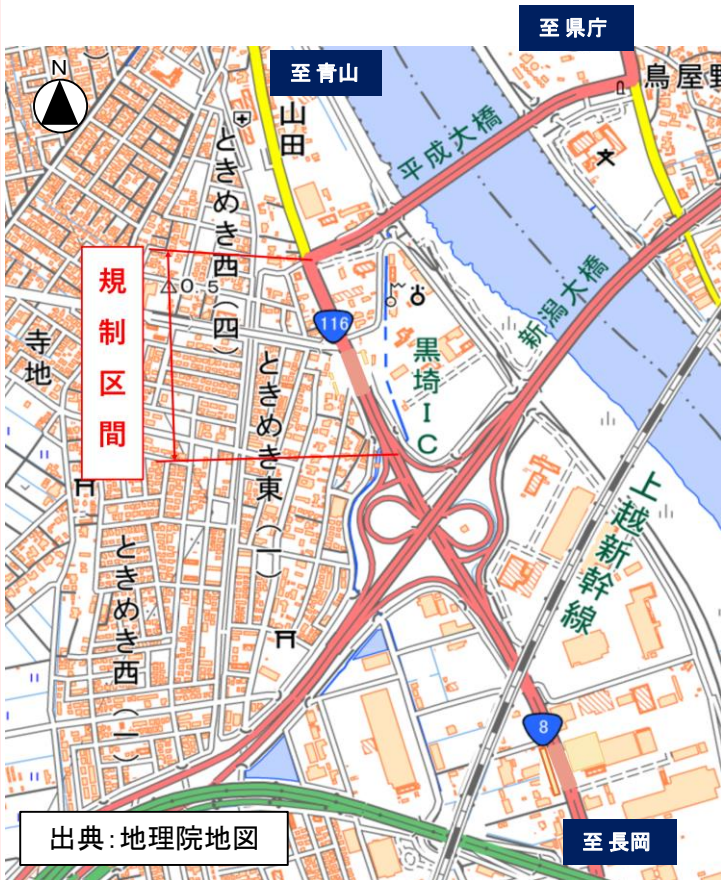 至 県庁
至 青山
N
鳥屋野
山田
平成大橋
ときめき西（四）
規制区間
△0.5
116
新潟大橋
黒埼IC
寺地
ときめき東（一）
上越新幹線
ときめき西（一）
8
出典：地理院地図
至 長岡